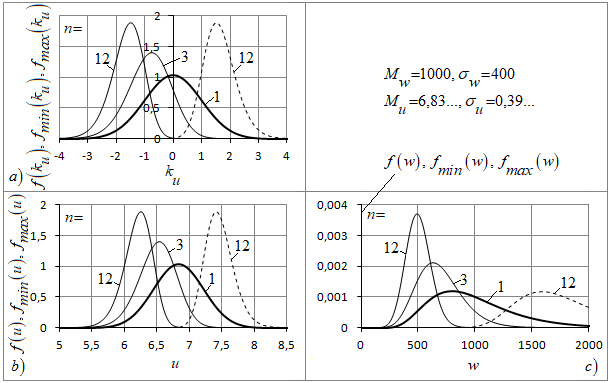 f(k_u), f_min(k_u), f_max(k_u)
n=
2
1,5
1
0,5
0
12
3
1
12
-4 -3 -2 -1 0 1 2 3 4
k_u
a)
M_w=1000, σ_w=400
M_u=6,83..., σ_u=0,39...
f(w), f_min(w), f_max(w)
f(u), f_min(u), f_max(u)
n=
2
1,5
1
0,5
0
12
3
1
12
5 5,5 6 6,5 7 7,5 8 8,5
u
b)
n=
0,004
0,003
0,002
0,001
0,000
12
3
1
12
0 500 1000 1500 2000
w
c)